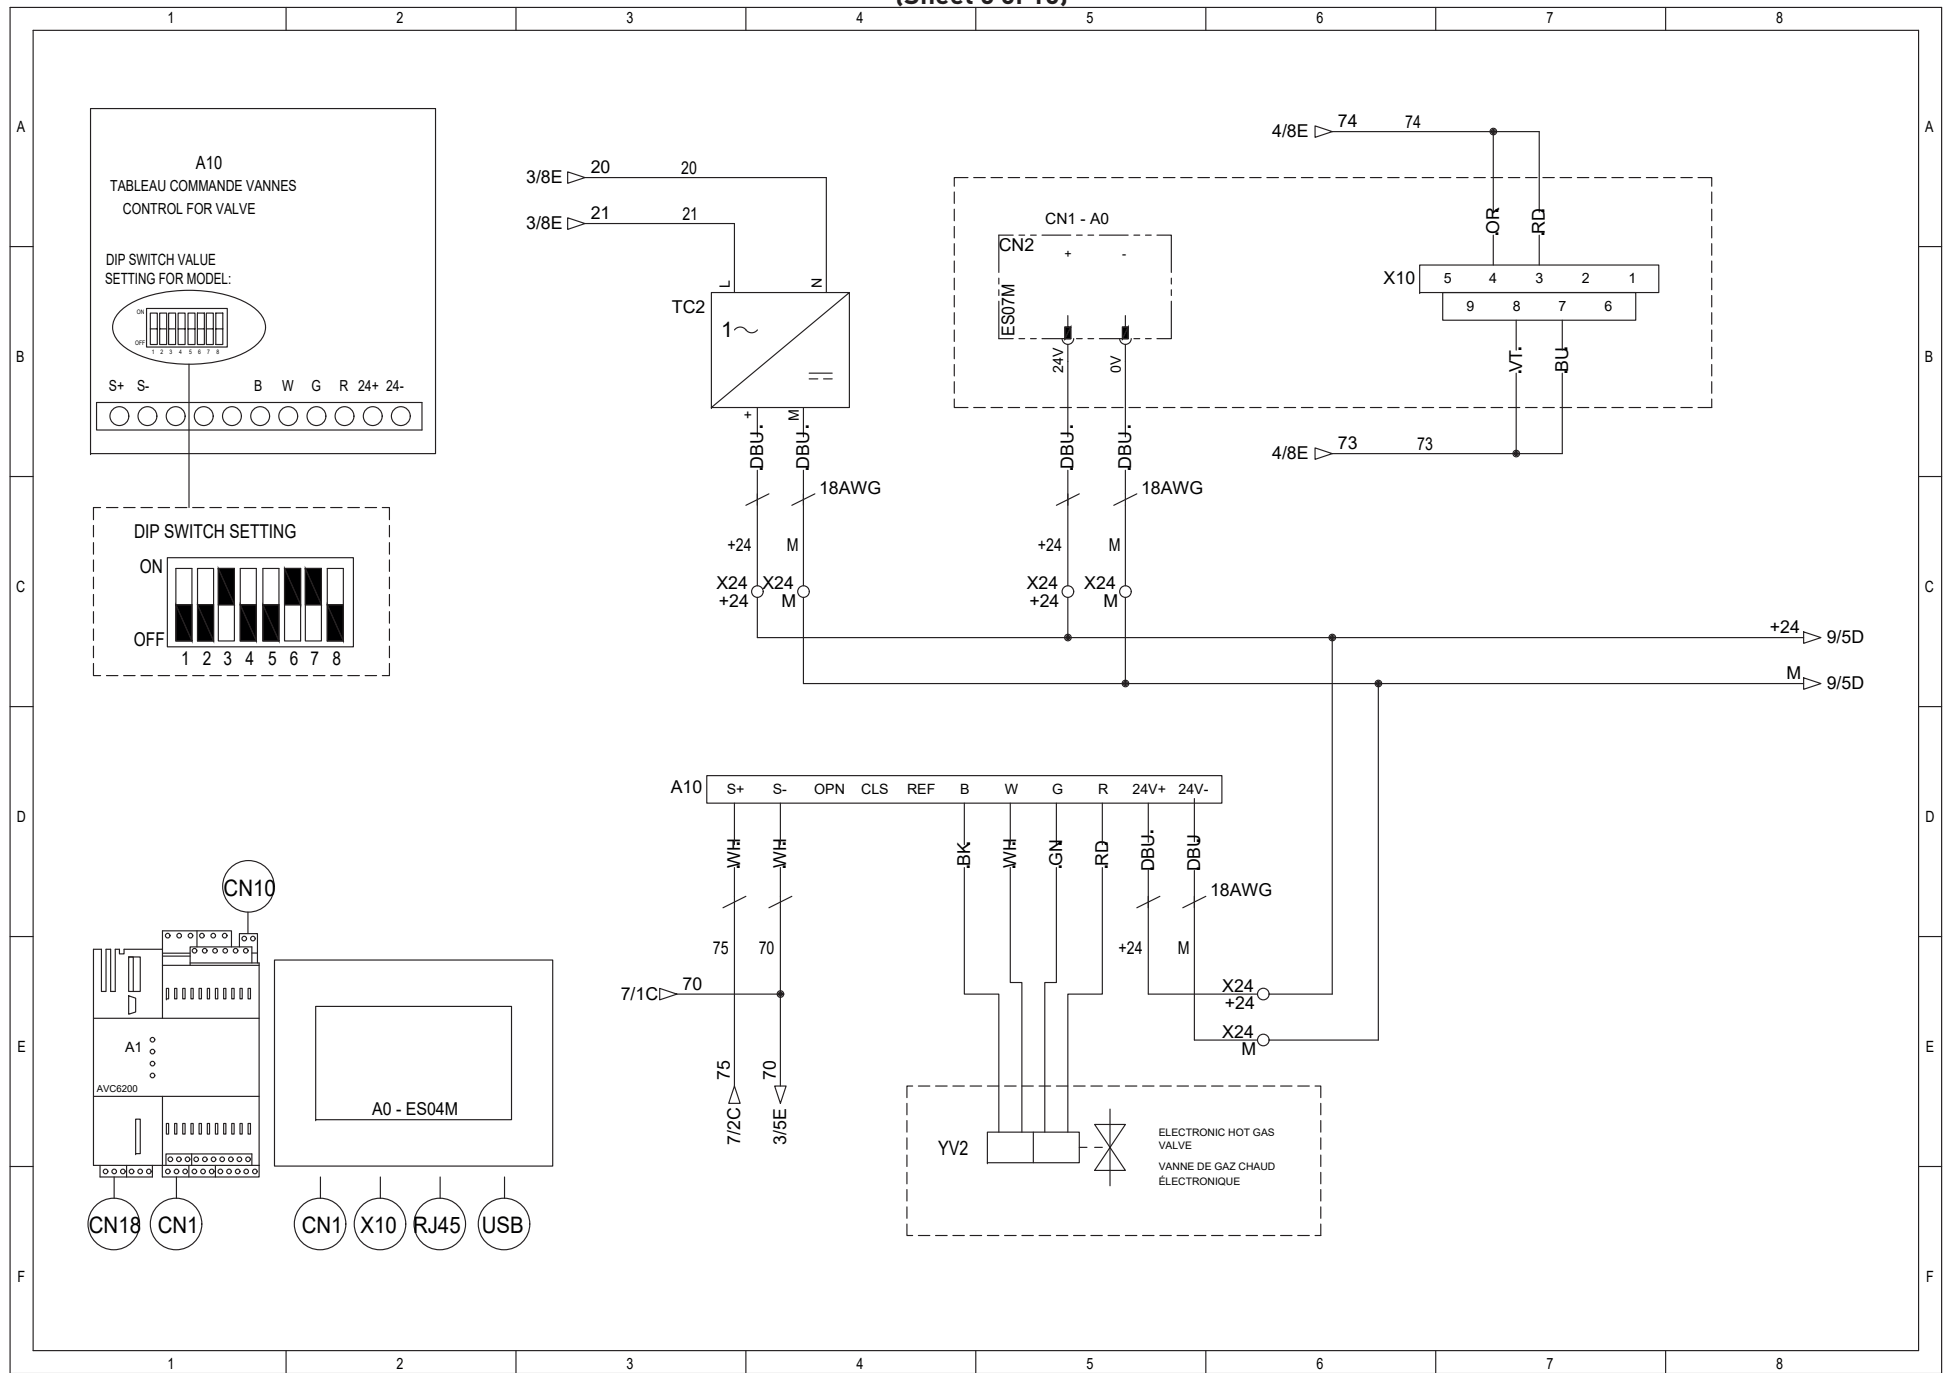 1 2 3 4 5 6 7 8
A A
B B
C C
D D
E E
F F
A10
TABLEAU COMMANDE VANNES
CONTROL FOR VALVE
DIP SWITCH VALUE
SETTING FOR MODEL:
ON
OFF
1 2 3 4 5 6 7 8
S+ S- B W G R 24+ 24-
DIP SWITCH SETTING
ON
OFF
1 2 3 4 5 6 7 8
3/8E 20 20
3/8E 21 21
L N
TC2
1
+ M
.DBU. .DBU.
18AWG
+24 M
X24 X24
+24 M
CN1 - A0
CN2
+ -
ES07M
24V 0V
.DBU. .DBU.
18AWG
+24 M
X24 X24
+24 M
4/8E 74 74
.OR. .RD.
X10 5 4 3 2 1
9 8 7 6
.VT. .BU.
4/8E 73 73
+24 9/5D
M 9/5D
A10 S+ S- OPN CLS REF B W G R 24V+ 24V-
.WH. .WH. .BK. .WH. .GN. .RD. .DBU. .DBU.
18AWG
75 70 +24 M
7/1C 70
X24
+24
X24
M
75 70
7/2C 3/5E
YV2
ELECTRONIC HOT GAS
VALVE
VANNE DE GAZ CHAUD
ÉLECTRONIQUE
CN10
A1
AVC6200
A0 - ES04M
CN18 CN1 CN1 X10 RJ45 USB
1 2 3 4 5 6 7 8